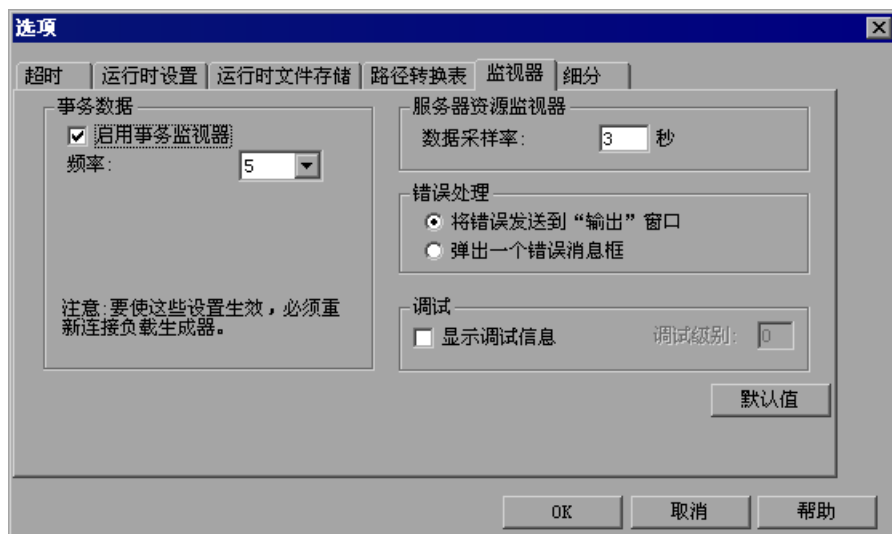 选项
超时 运行时设置 运行时文件存储 路径转换表 监视器 细分
事务数据
启用事务监视器
频率: 5
注意:要使这些设置生效，必须重
新连接负载生成器。
服务器资源监视器
数据采样率: 3 秒
错误处理
将错误发送到“输出”窗口
弹出一个错误消息框
调试
显示调试信息 调试级别: 0
默认值
OK 取消 帮助